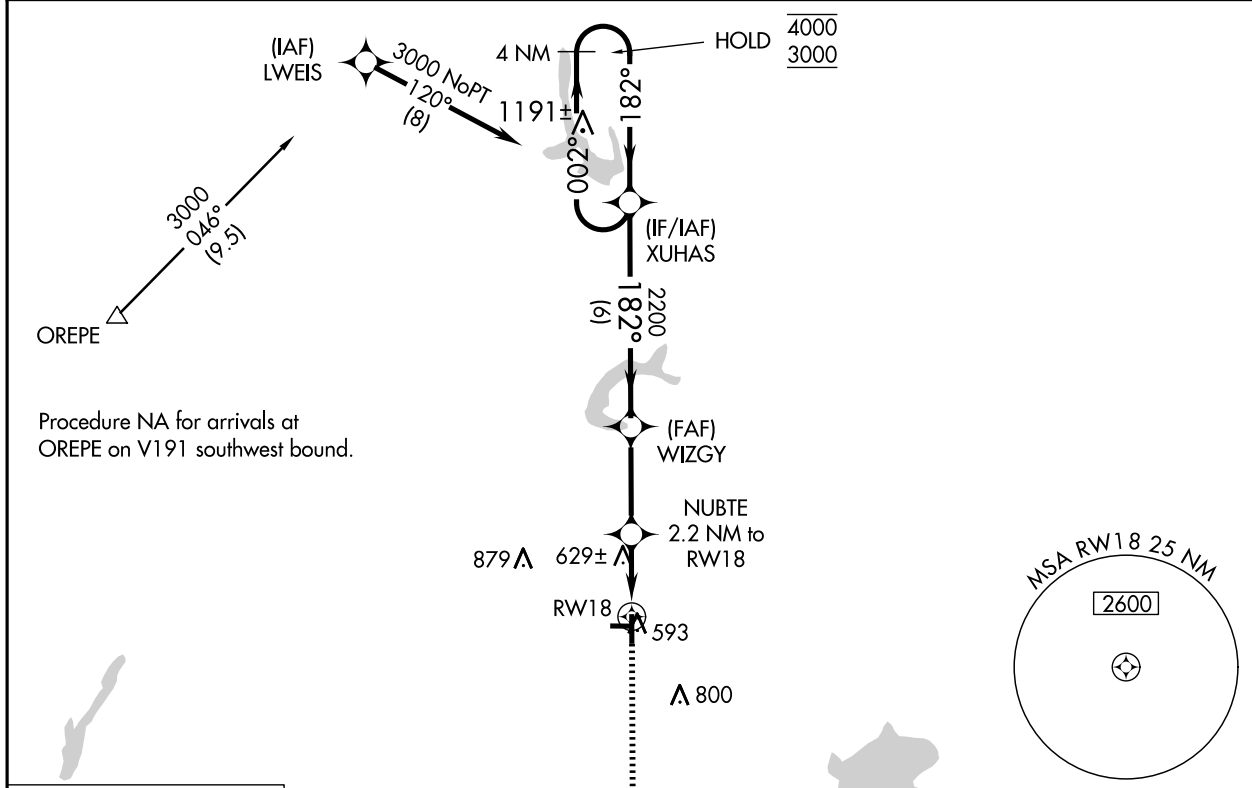 (IAF)
LWEIS
3000 NoPT
120°
(8)
4 NM
HOLD
4000
3000
1191±
002°
182°
(IF/IAF)
XUHAS
3000
046°
(9.5)
OREPE
2200
182°
(6)
Procedure NA for arrivals at
OREPE on V191 southwest bound.
(FAF)
WIZGY
NUBTE
2.2 NM to
RW18
879
629±
RW18
593
800
MSA RW18 25 NM
2600